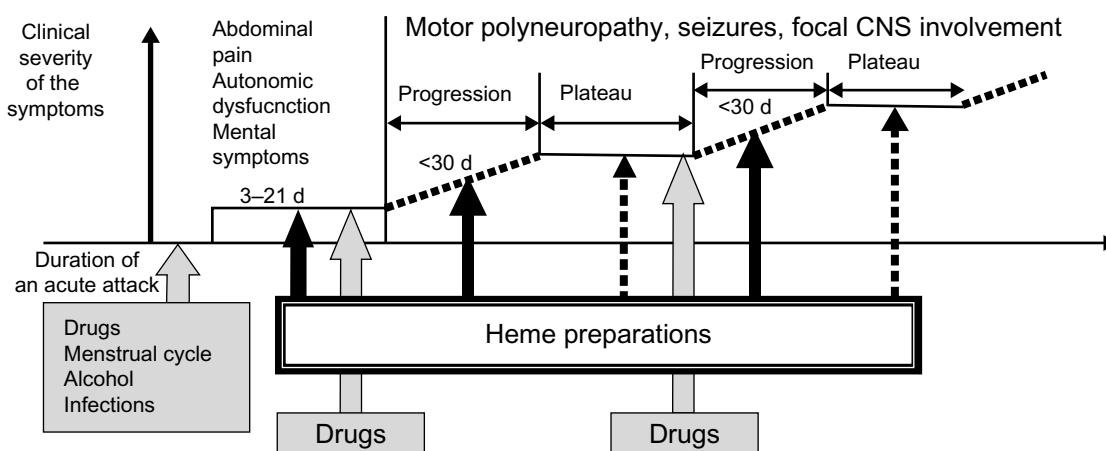 Clinical
severity
of the
symptoms
Abdominal
pain
Autonomic
dysfucnction
Mental
symptoms
3–21 d
Motor polyneuropathy, seizures, focal CNS involvement
Progression
Plateau
Progression
Plateau
<30 d
<30 d
Duration of
an acute attack
Drugs
Menstrual cycle
Alcohol
Infections
Heme preparations
Drugs
Drugs